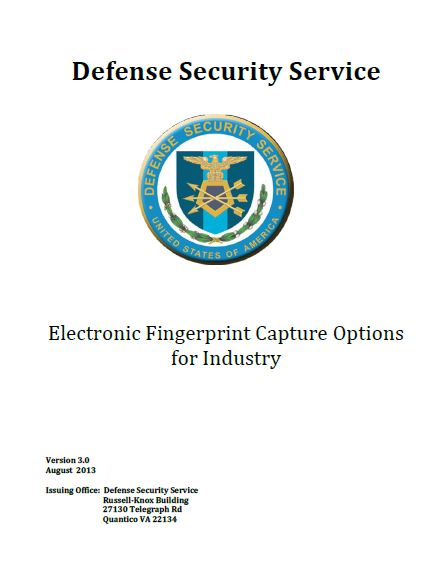 Defense Security Service
DEFENSE SECURITY SERVICE
UNITED STATES OF AMERICA
Electronic Fingerprint Capture Options
for Industry
Version 3.0
August 2013
Issuing Office: Defense Security Service
Russell-Knox Building
27130 Telegraph Rd
Quantico VA 22134